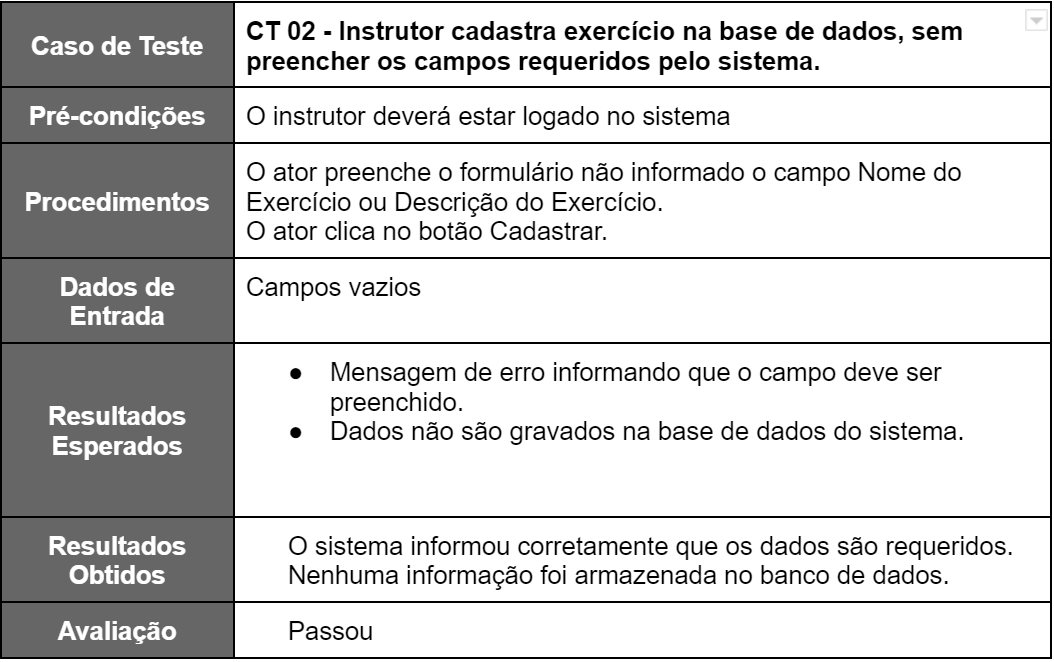 Caso de Teste
CT 02 - Instrutor cadastra exercício na base de dados, sem
preencher os campos requeridos pelo sistema.
Pré-condições
O instrutor deverá estar logado no sistema
Procedimentos
O ator preenche o formulário não informado o campo Nome do
Exercício ou Descrição do Exercício.
O ator clica no botão Cadastrar.
Dados de
Entrada
Campos vazios
Resultados
Esperados
● Mensagem de erro informando que o campo deve ser
preenchido.
● Dados não são gravados na base de dados do sistema.
Resultados
Obtidos
O sistema informou corretamente que os dados são requeridos.
Nenhuma informação foi armazenada no banco de dados.
Avaliação
Passou